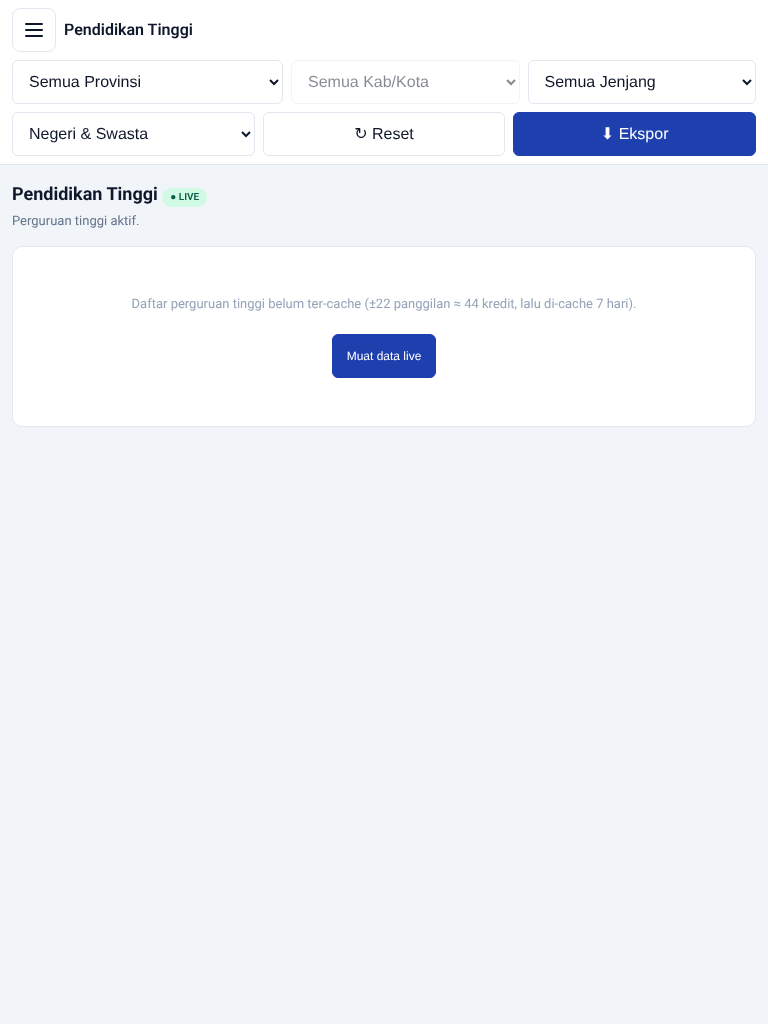 Pendidikan Tinggi
Semua Provinsi
Semua Kab/Kota
Semua Jenjang
Negeri & Swasta
↻ Reset
⬇ Ekspor
Pendidikan Tinggi ● LIVE
Perguruan tinggi aktif.
Daftar perguruan tinggi belum ter-cache (±22 panggilan ≈ 44 kredit, lalu di-cache 7 hari).
Muat data live